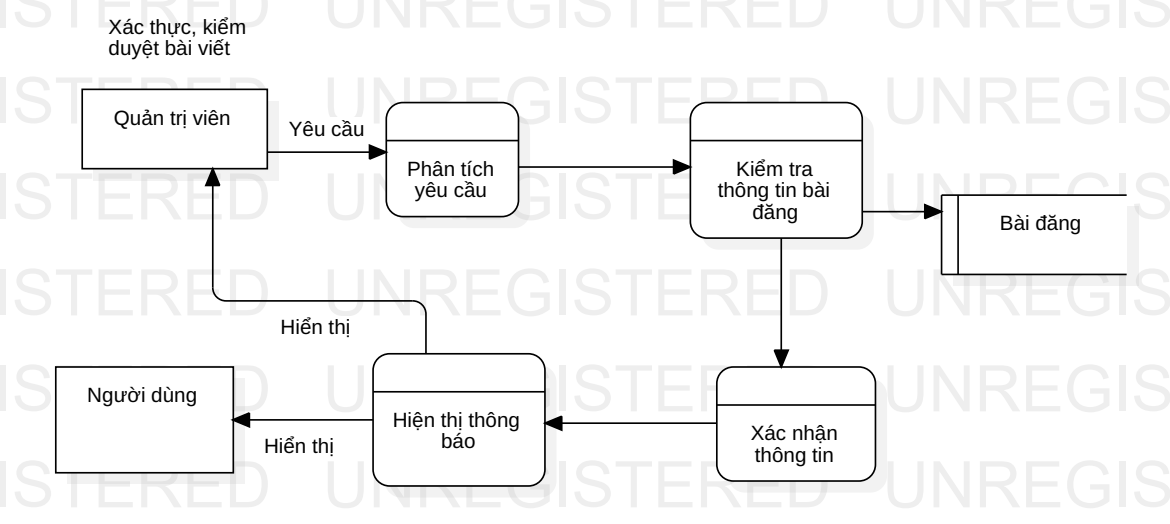 Xác thực, kiểm
duyệt bài viết
Quản trị viên
Yêu cầu
Phân tích
yêu cầu
Kiểm tra
thông tin bài
đăng
Bài đăng
Hiển thị
Người dùng
Hiển thị
Hiện thị thông
báo
Xác nhận
thông tin
UNREGISTERED